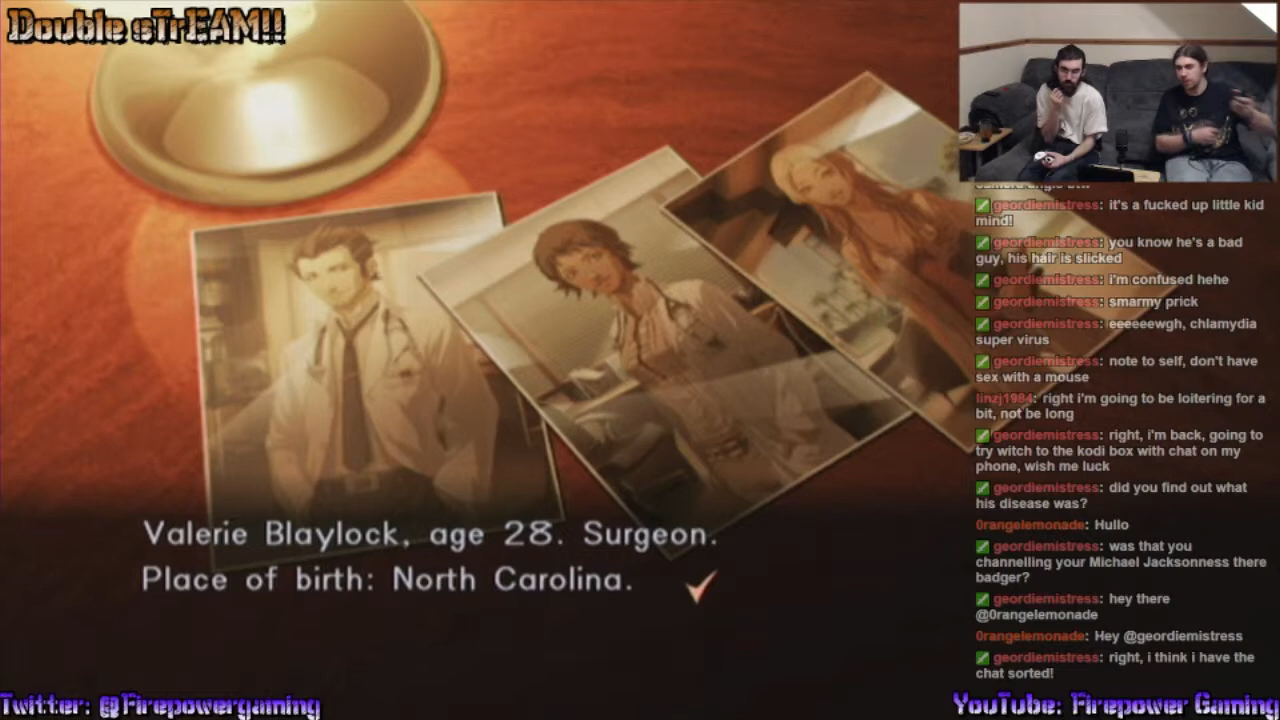 Double sTrEAM!!
Valerie Blaylock, age 28. Surgeon.
Place of birth: North Carolina.
geordiemistress: it's a fucked up little kid
mind!
geordiemistress: you know he's a bad
guy, his hair is slicked
geordiemistress: i'm confused hehe
geordiemistress: smarmy prick
geordiemistress: eeeeeewgh, chlamydia
super virus
geordiemistress: note to self, don't have
sex with a mouse
linzj1984: right i'm going to be loitering for a
bit, not be long
geordiemistress: right, i'm back, going to
try witch to the kodi box with chat on my
phone, wish me luck
geordiemistress: did you find out what
his disease was?
0rangelemonade: Hullo
geordiemistress: was that you
channelling your Michael Jacksonness there
badger?
geordiemistress: hey there
@0rangelemonade
0rangelemonade: Hey @geordiemistress
geordiemistress: right, i think i have the
chat sorted!
Twitter: @Firepowergaming
YouTube: Firepower Gaming